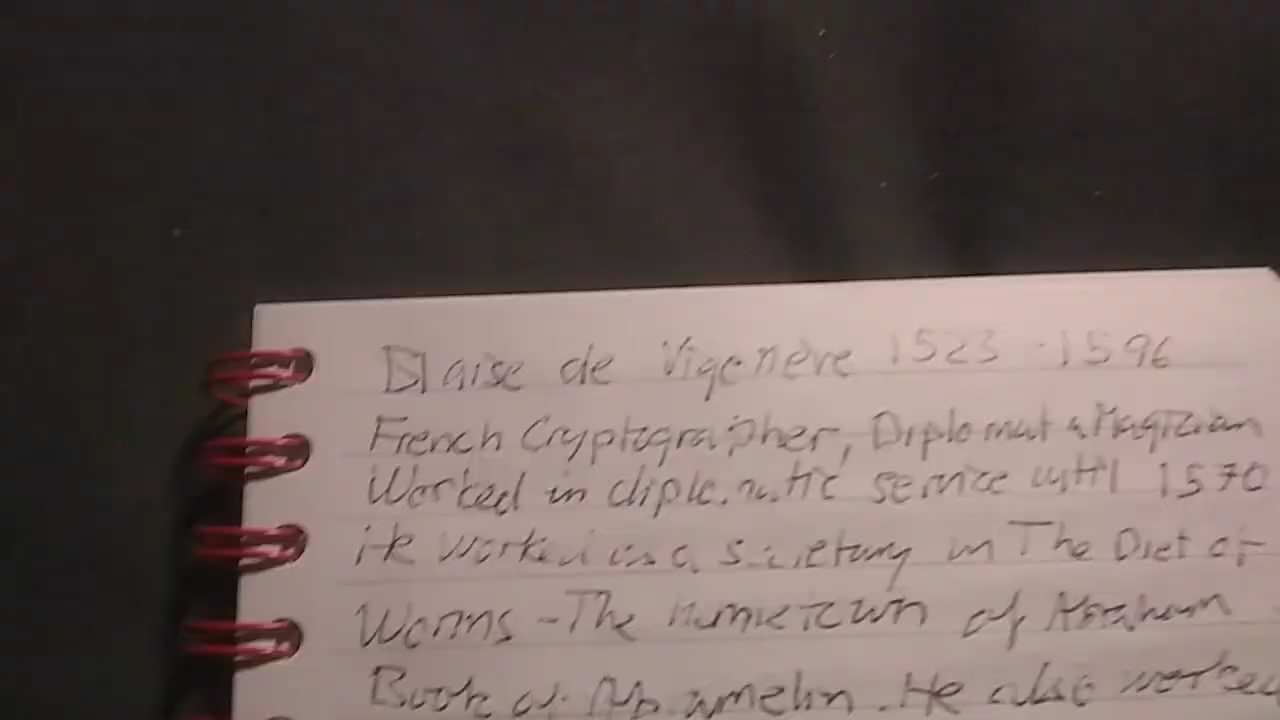 Blaise de Vigenère 1523 - 1596
French Cryptographer, Diplomat & Magician
Worked in diplomatic service until 1570
He worked as a secretary in The Diet of
Worms - The hometown of Abraham
Book of Abramelin. He also worked